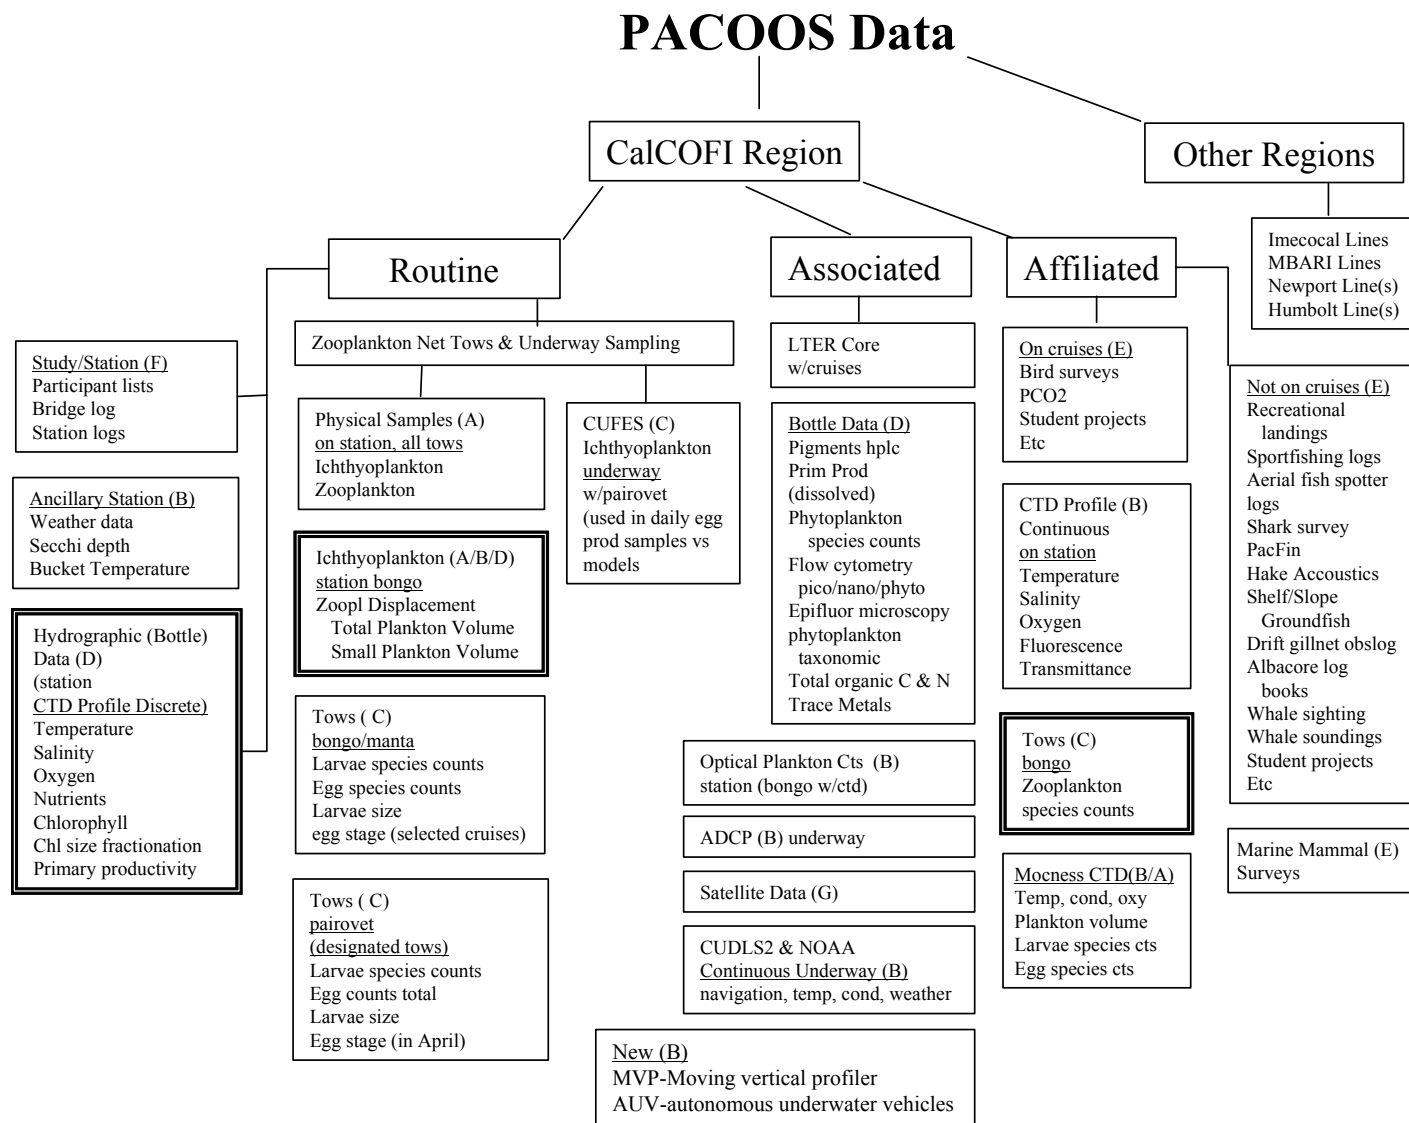 PACOOS Data
CalCOFI Region
Other Regions
Imecocal Lines
MBARI Lines
Newport Line(s)
Humbolt Line(s)
Routine
Associated
Affiliated
Study/Station (F)
Participant lists
Bridge log
Station logs
Ancillary Station (B)
Weather data
Secchi depth
Bucket Temperature
Hydrographic (Bottle)
Data (D)
(station
CTD Profile Discrete)
Temperature
Salinity
Oxygen
Nutrients
Chlorophyll
Chl size fractionation
Primary productivity
Zooplankton Net Tows & Underway Sampling
Physical Samples (A)
on station, all tows
Ichthyoplankton
Zooplankton
Ichthyoplankton (A/B/D)
station bongo
Zoopl Displacement
Total Plankton Volume
Small Plankton Volume
Tows ( C)
bongo/manta
Larvae species counts
Egg species counts
Larvae size
egg stage (selected cruises)
Tows ( C)
pairovet
(designated tows)
Larvae species counts
Egg counts total
Larvae size
Egg stage (in April)
CUFES (C)
Ichthyoplankton
underway
w/pairovet
(used in daily egg
prod samples vs
models
LTER Core
w/cruises
Bottle Data (D)
Pigments hplc
Prim Prod
(dissolved)
Phytoplankton
species counts
Flow cytometry
pico/nano/phyto
Epifluor microscopy
phytoplankton
taxonomic
Total organic C & N
Trace Metals
Optical Plankton Cts (B)
station (bongo w/ctd)
ADCP (B) underway
Satellite Data (G)
CUDLS2 & NOAA
Continuous Underway (B)
navigation, temp, cond, weather
New (B)
MVP-Moving vertical profiler
AUV-autonomous underwater vehicles
On cruises (E)
Bird surveys
PCO2
Student projects
Etc
CTD Profile (B)
Continuous
on station
Temperature
Salinity
Oxygen
Fluorescence
Transmittance
Tows (C)
bongo
Zooplankton
species counts
Mocness CTD(B/A)
Temp, cond, oxy
Plankton volume
Larvae species cts
Egg species cts
Not on cruises (E)
Recreational
landings
Sportfishing logs
Aerial fish spotter
logs
Shark survey
PacFin
Hake Accoustics
Shelf/Slope
Groundfish
Drift gillnet obslog
Albacore log
books
Whale sighting
Whale soundings
Student projects
Etc
Marine Mammal (E)
Surveys